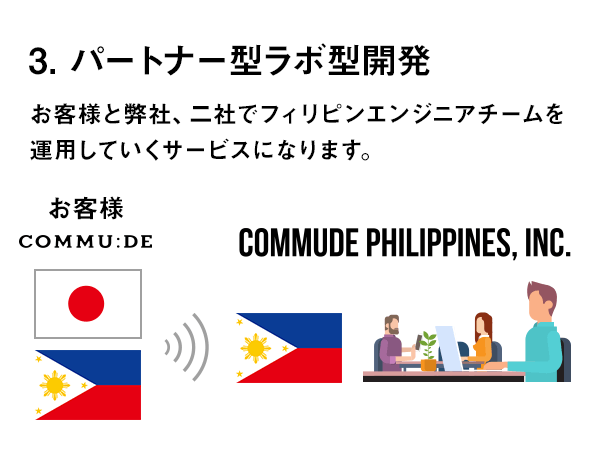 3. パートナー型ラボ型開発
お客様と弊社、二社でフィリピンエンジニアチームを
運用していくサービスになります。
お客様
COMMU:DE
COMMUDE PHILIPPINES, INC.